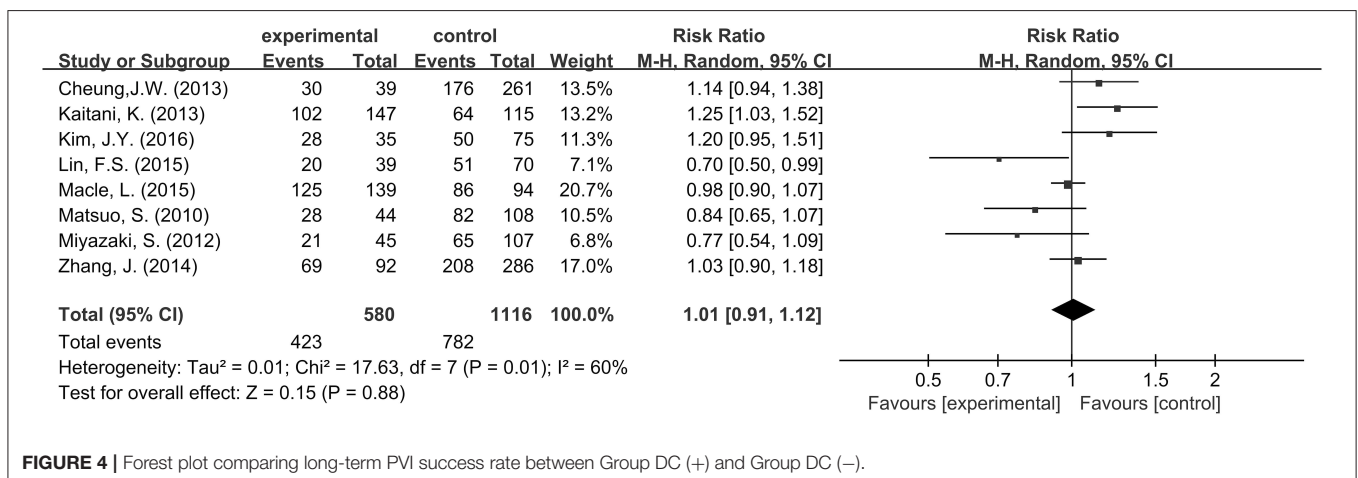 experimental control Risk Ratio Risk Ratio
Study or Subgroup Events Total Events Total Weight M-H, Random, 95% CI M-H, Random, 95% CI
Cheung,J.W. (2013) 30 39 176 261 13.5% 1.14 [0.94, 1.38]
Kaitani, K. (2013) 102 147 64 115 13.2% 1.25 [1.03, 1.52]
Kim, J.Y. (2016) 28 35 50 75 11.3% 1.20 [0.95, 1.51]
Lin, F.S. (2015) 20 39 51 70 7.1% 0.70 [0.50, 0.99]
Macle, L. (2015) 125 139 86 94 20.7% 0.98 [0.90, 1.07]
Matsuo, S. (2010) 28 44 82 108 10.5% 0.84 [0.65, 1.07]
Miyazaki, S. (2012) 21 45 65 107 6.8% 0.77 [0.54, 1.09]
Zhang, J. (2014) 69 92 208 286 17.0% 1.03 [0.90, 1.18]
Total (95% CI) 580 1116 100.0% 1.01 [0.91, 1.12]
Total events 423 782
Heterogeneity: Tau² = 0.01; Chi² = 17.63, df = 7 (P = 0.01); I² = 60%
Test for overall effect: Z = 0.15 (P = 0.88)
0.5 0.7 1 1.5 2
Favours [experimental] Favours [control]
FIGURE 4 | Forest plot comparing long-term PVI success rate between Group DC (+) and Group DC (−).